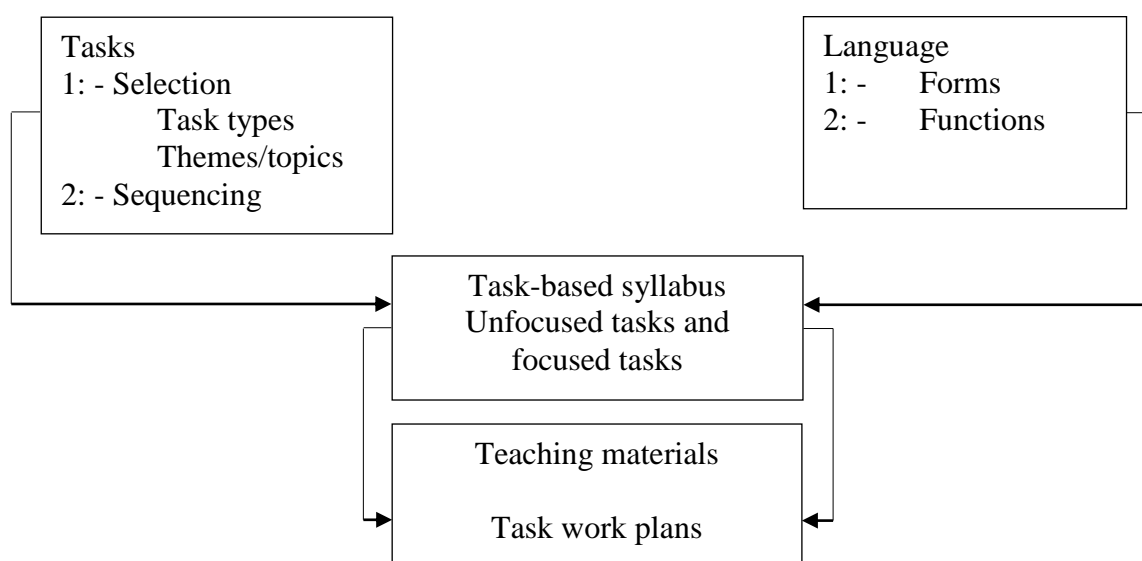 Tasks
1: - Selection
Task types
Themes/topics
2: - Sequencing
Language
1: - Forms
2: - Functions
Task-based syllabus
Unfocused tasks and
focused tasks
Teaching materials
Task work plans